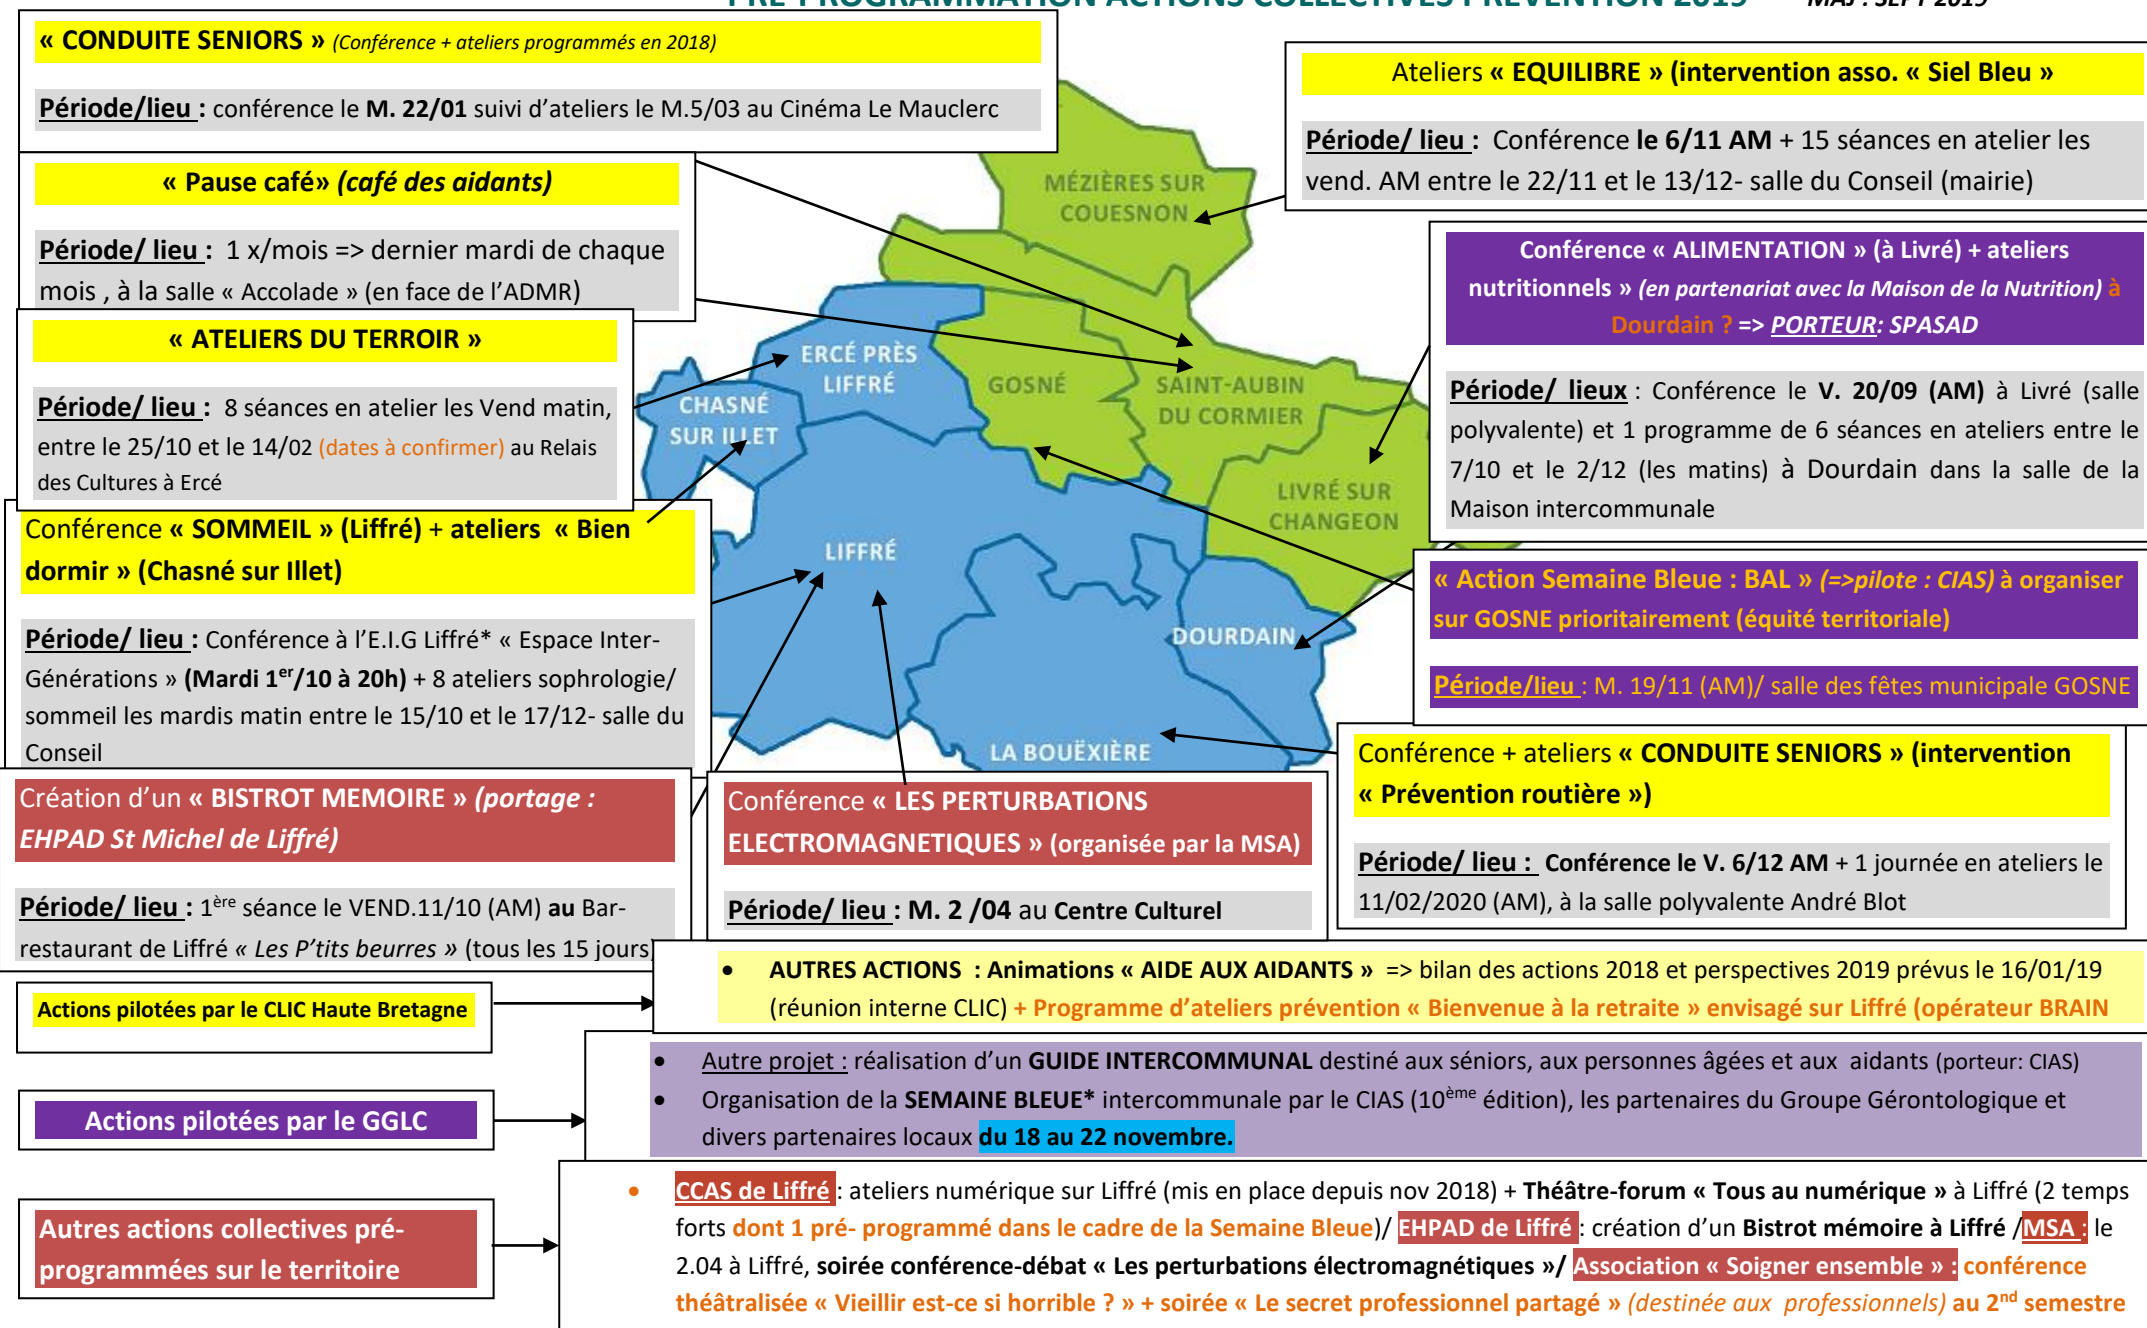 PRE-PROGRAMMATION ACTIONS COLLECTIVES PREVENTION 2019 MAJ : SEPT 2019
« CONDUITE SENIORS » (Conférence + ateliers programmés en 2018)
Période/lieu : conférence le M. 22/01 suivi d’ateliers le M.5/03 au Cinéma Le Mauclerc
Ateliers « EQUILIBRE » (intervention asso. « Siel Bleu »
Période/ lieu : Conférence le 6/11 AM + 15 séances en atelier les
vend. AM entre le 22/11 et le 13/12- salle du Conseil (mairie)
« Pause café» (café des aidants)
Période/ lieu : 1 x/mois => dernier mardi de chaque
mois , à la salle « Accolade » (en face de l’ADMR)
Conférence « ALIMENTATION » (à Livré) + ateliers
nutritionnels » (en partenariat avec la Maison de la Nutrition) à
Dourdain ? => PORTEUR: SPASAD
Période/ lieux : Conférence le V. 20/09 (AM) à Livré (salle
polyvalente) et 1 programme de 6 séances en ateliers entre le
7/10 et le 2/12 (les matins) à Dourdain dans la salle de la
Maison intercommunale
« ATELIERS DU TERROIR »
Période/ lieu : 8 séances en atelier les Vend matin,
entre le 25/10 et le 14/02 (dates à confirmer) au Relais
des Cultures à Ercé
MÉZIÈRES SUR
COUESNON
ERCÉ PRÈS
LIFFRÉ
GOSNÉ
SAINT-AUBIN
DU CORMIER
CHASNÉ
SUR ILLET
LIVRÉ SUR
CHANGEON
LIFFRÉ
DOURDAIN
LA BOUËXIÈRE
Conférence « SOMMEIL » (Liffré) + ateliers « Bien
dormir » (Chasné sur Illet)
Période/ lieu : Conférence à l’E.I.G Liffré* « Espace Inter-
Générations » (Mardi 1er/10 à 20h) + 8 ateliers sophrologie/
sommeil les mardis matin entre le 15/10 et le 17/12- salle du
Conseil
« Action Semaine Bleue : BAL » (=>pilote : CIAS) à organiser
sur GOSNE prioritairement (équité territoriale)
Période/lieu : M. 19/11 (AM)/ salle des fêtes municipale GOSNE
Création d’un « BISTROT MEMOIRE » (portage :
EHPAD St Michel de Liffré)
Période/ lieu : 1ère séance le VEND.11/10 (AM) au Bar-
restaurant de Liffré « Les P’tits beurres » (tous les 15 jours)
Conférence « LES PERTURBATIONS
ELECTROMAGNETIQUES » (organisée par la MSA)
Période/ lieu : M. 2 /04 au Centre Culturel
Conférence + ateliers « CONDUITE SENIORS » (intervention
« Prévention routière »)
Période/ lieu : Conférence le V. 6/12 AM + 1 journée en ateliers le
11/02/2020 (AM), à la salle polyvalente André Blot
Actions pilotées par le CLIC Haute Bretagne
• AUTRES ACTIONS : Animations « AIDE AUX AIDANTS » => bilan des actions 2018 et perspectives 2019 prévus le 16/01/19
(réunion interne CLIC) + Programme d’ateliers prévention « Bienvenue à la retraite » envisagé sur Liffré (opérateur BRAIN
Actions pilotées par le GGLC
• Autre projet : réalisation d’un GUIDE INTERCOMMUNAL destiné aux séniors, aux personnes âgées et aux aidants (porteur: CIAS)
• Organisation de la SEMAINE BLEUE* intercommunale par le CIAS (10ème édition), les partenaires du Groupe Gérontologique et
divers partenaires locaux du 18 au 22 novembre.
Autres actions collectives pré-
programmées sur le territoire
• CCAS de Liffré : ateliers numérique sur Liffré (mis en place depuis nov 2018) + Théâtre-forum « Tous au numérique » à Liffré (2 temps
forts dont 1 pré- programmé dans le cadre de la Semaine Bleue)/ EHPAD de Liffré : création d’un Bistrot mémoire à Liffré /MSA : le
2.04 à Liffré, soirée conférence-débat « Les perturbations électromagnétiques »/ Association « Soigner ensemble » : conférence
théâtralisée « Vieillir est-ce si horrible ? » + soirée « Le secret professionnel partagé » (destinée aux professionnels) au 2nd semestre